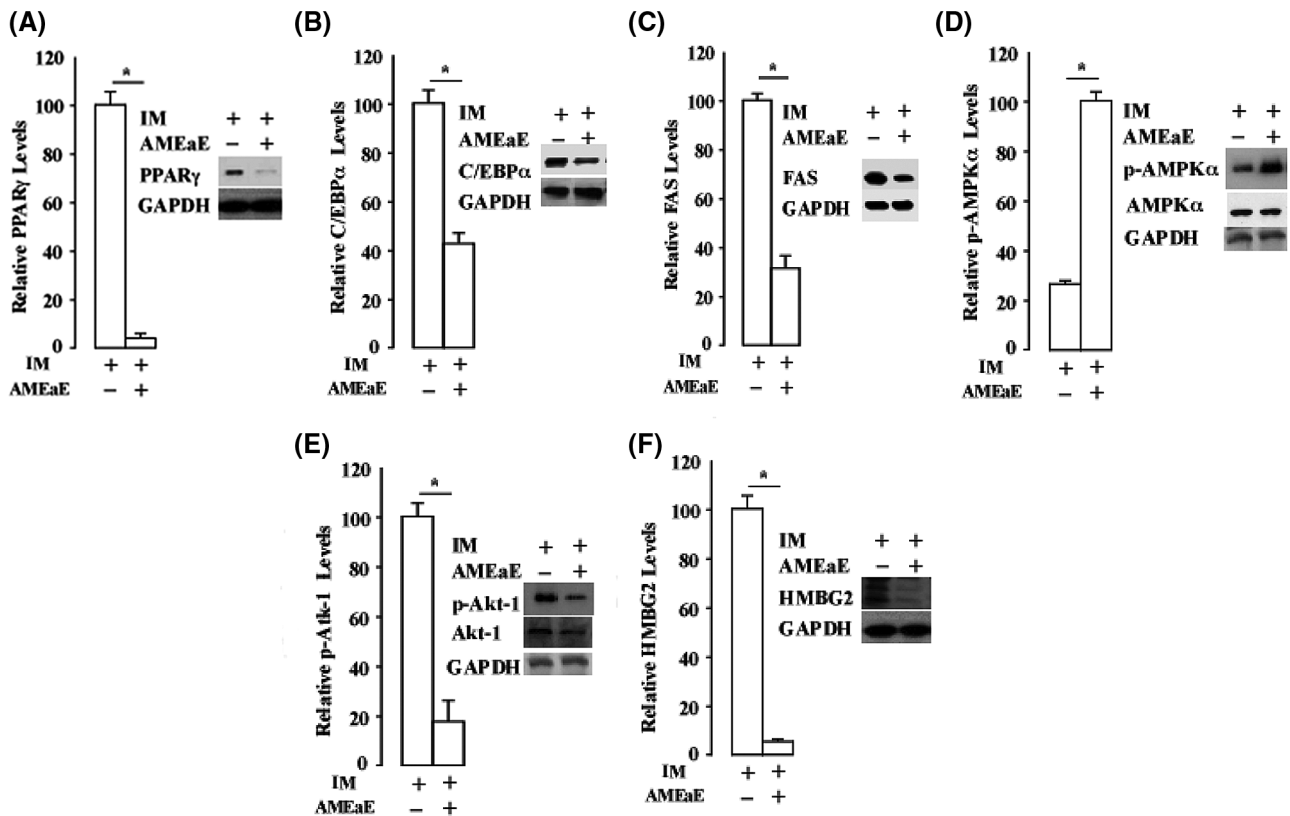 (A)
120
100
80
60
40
20
0
Relative PPARγ Levels
*
IM + +
AMEaE − +
PPARγ
GAPDH
IM + +
AMEaE − +
(B)
120
100
80
60
40
20
0
Relative C/EBPα Levels
*
IM + +
AMEaE − +
C/EBPα
GAPDH
IM + +
AMEaE − +
(C)
120
100
80
60
40
20
0
Relative FAS Levels
*
IM + +
AMEaE − +
FAS
GAPDH
IM + +
AMEaE − +
(D)
120
100
80
60
40
20
0
Relative p-AMPKα Levels
*
IM + +
AMEaE − +
p-AMPKα
AMPKα
GAPDH
IM + +
AMEaE − +
(E)
120
100
80
60
40
20
0
Relative p-Atk-1 Levels
*
IM + +
AMEaE − +
p-Akt-1
Akt-1
GAPDH
IM + +
AMEaE − +
(F)
120
100
80
60
40
20
0
Relative HMBG2 Levels
*
IM + +
AMEaE − +
HMBG2
GAPDH
IM + +
AMEaE − +